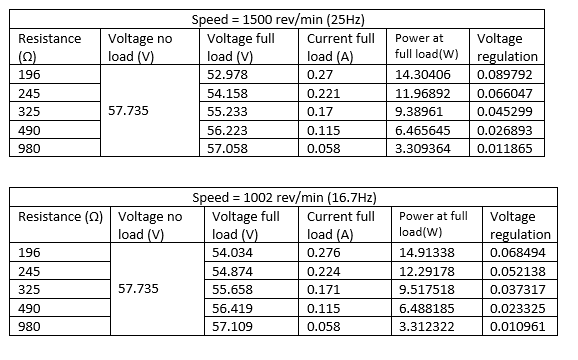 Speed = 1500 rev/min (25Hz)
Resistance (Ω) Voltage no load (V) Voltage full load (V) Current full load (A) Power at full load(W) Voltage regulation
196 57.735 52.978 0.27 14.30406 0.089792
245 54.158 0.221 11.96892 0.066047
325 55.233 0.17 9.38961 0.045299
490 56.223 0.115 6.465645 0.026893
980 57.058 0.058 3.309364 0.011865
Speed = 1002 rev/min (16.7Hz)
Resistance (Ω) Voltage no load (V) Voltage full load (V) Current full load (A) Power at full load(W) Voltage regulation
196 57.735 54.034 0.276 14.91338 0.068494
245 54.874 0.224 12.29178 0.052138
325 55.658 0.171 9.517518 0.037317
490 56.419 0.115 6.488185 0.023325
980 57.109 0.058 3.312322 0.010961